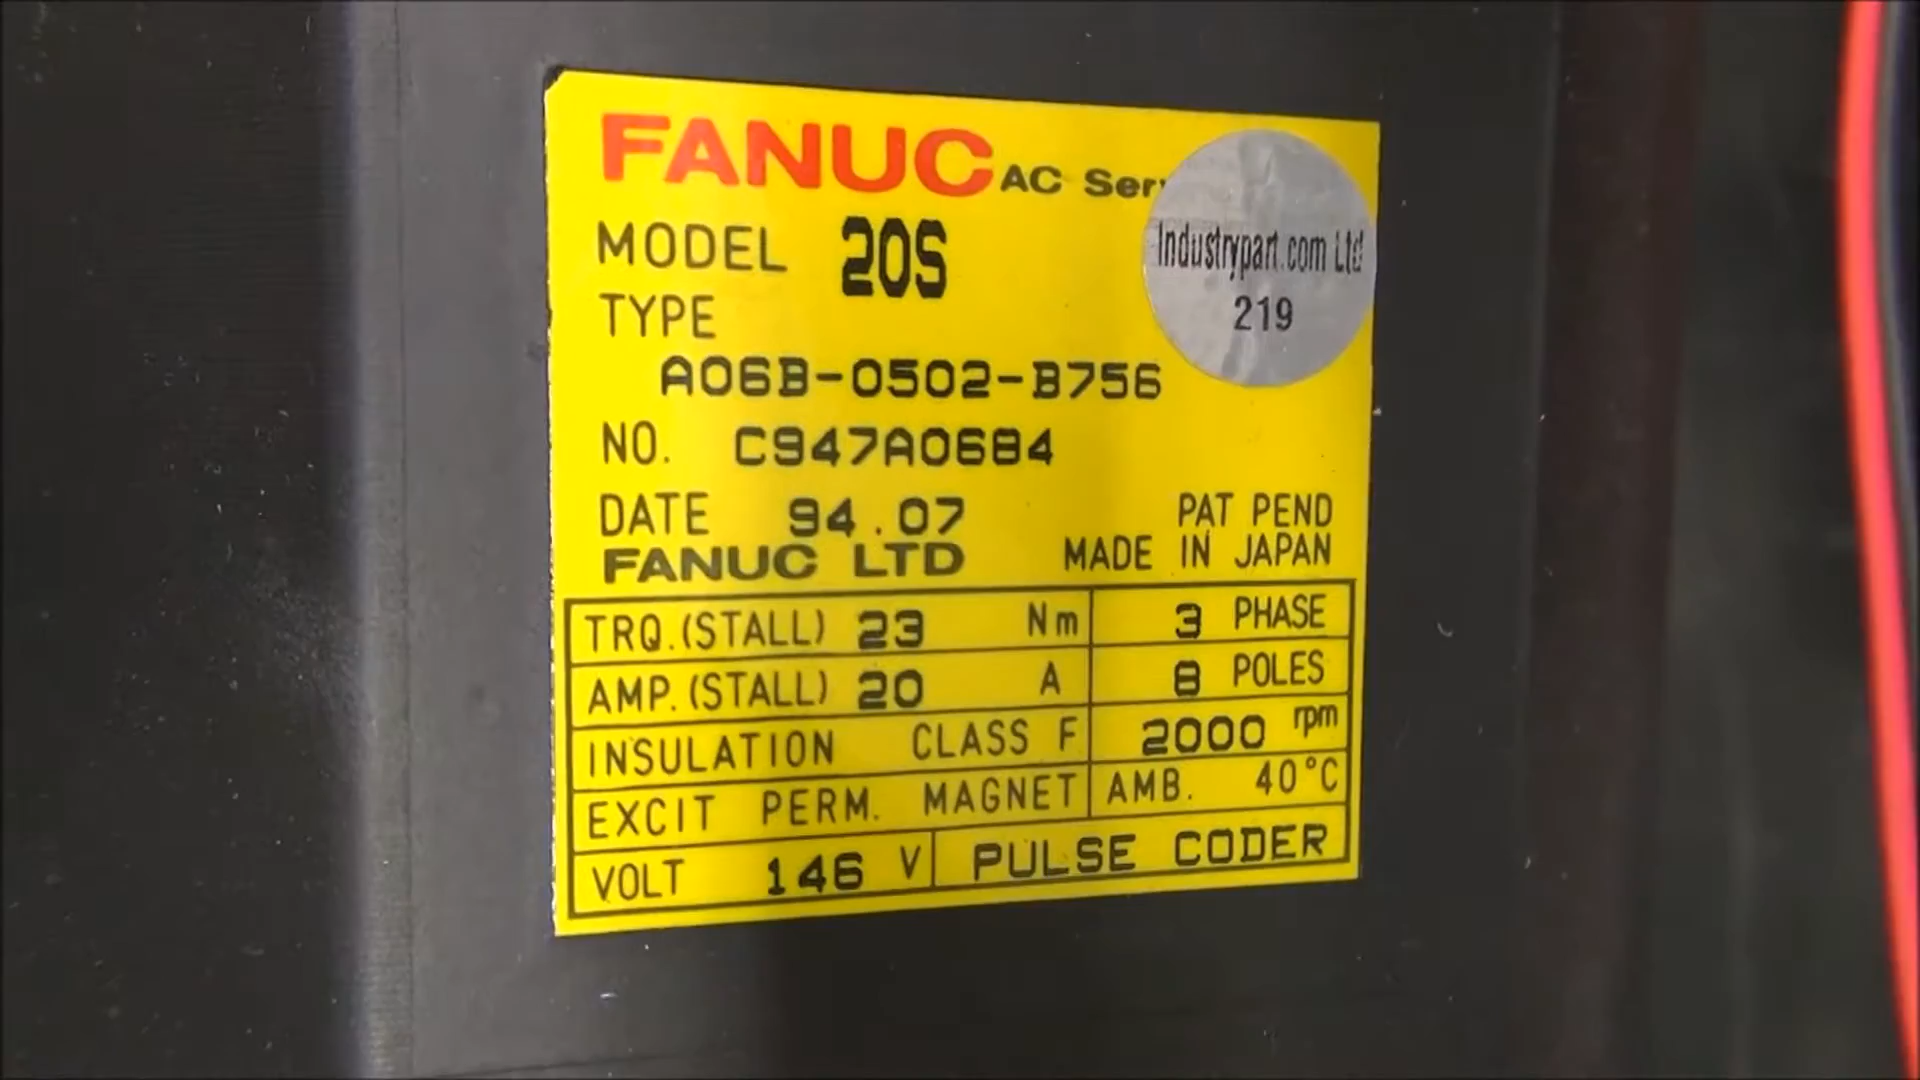 FANUC AC Ser
MODEL 20S
TYPE
A06B-0502-B756
NO. C947A0684
DATE 94.07
FANUC LTD
PAT PEND
MADE IN JAPAN
Industrypart.com Ltd
219
TRQ.(STALL) 23 Nm
3 PHASE
AMP.(STALL) 20 A
8 POLES
INSULATION CLASS F
2000 rpm
EXCIT PERM. MAGNET
AMB. 40°C
VOLT 146 V
PULSE CODER